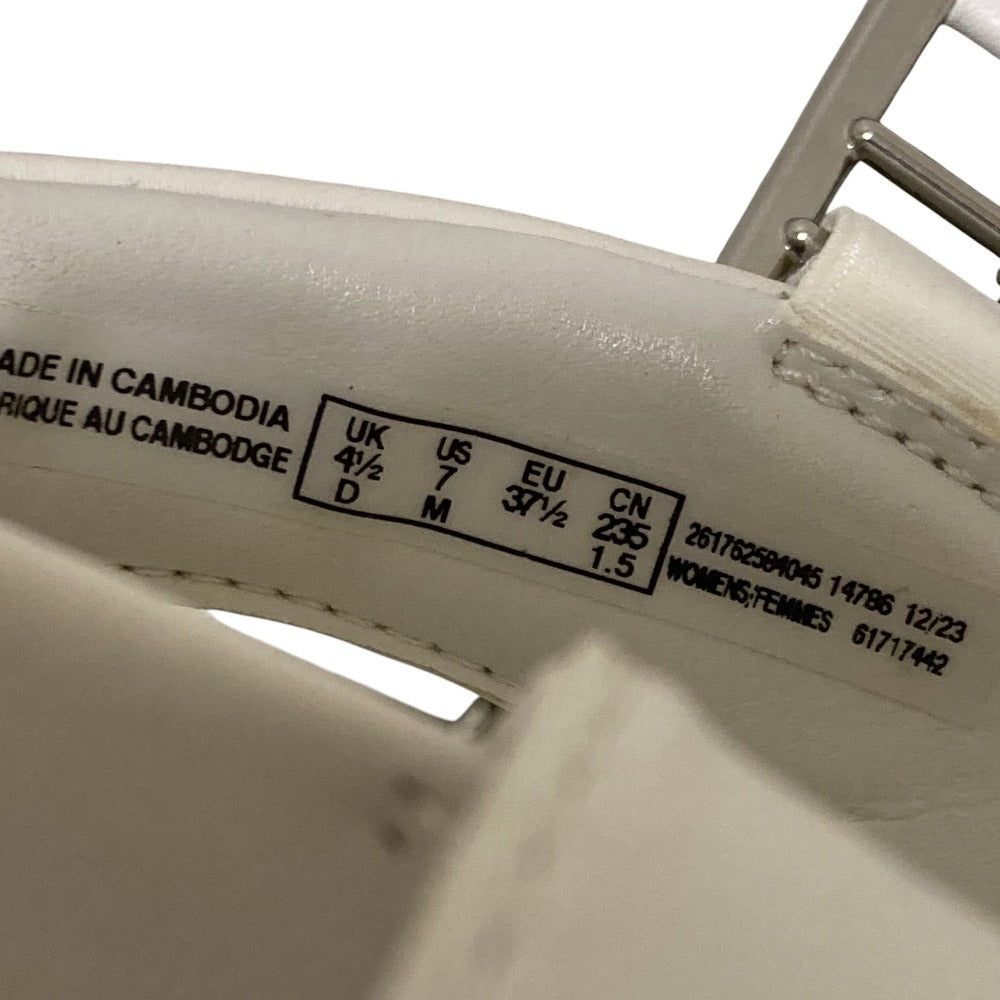 ADE IN CAMBODIA
RIQUE AU CAMBODGE
UK US EU CN
4½ 7 37½ 235
D M 1.5
261762584045 14786 12/23
WOMENS;FEMMES 61717442